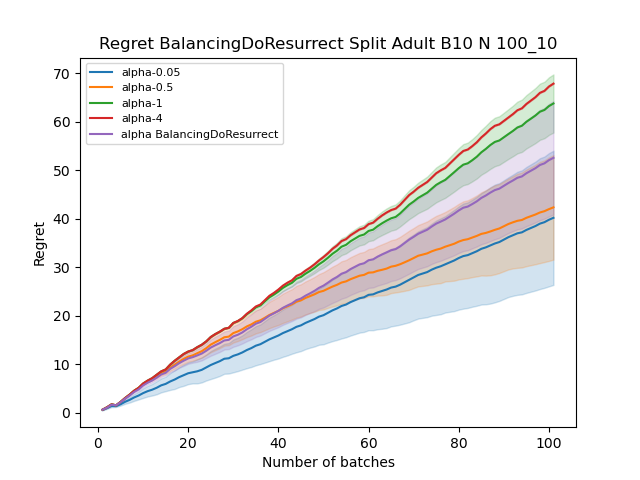 Regret BalancingDoResurrect Split Adult B10 N 100_10
alpha-0.05
alpha-0.5
alpha-1
alpha-4
alpha BalancingDoResurrect
70
60
50
40
30
20
10
0
Regret
0 20 40 60 80 100
Number of batches